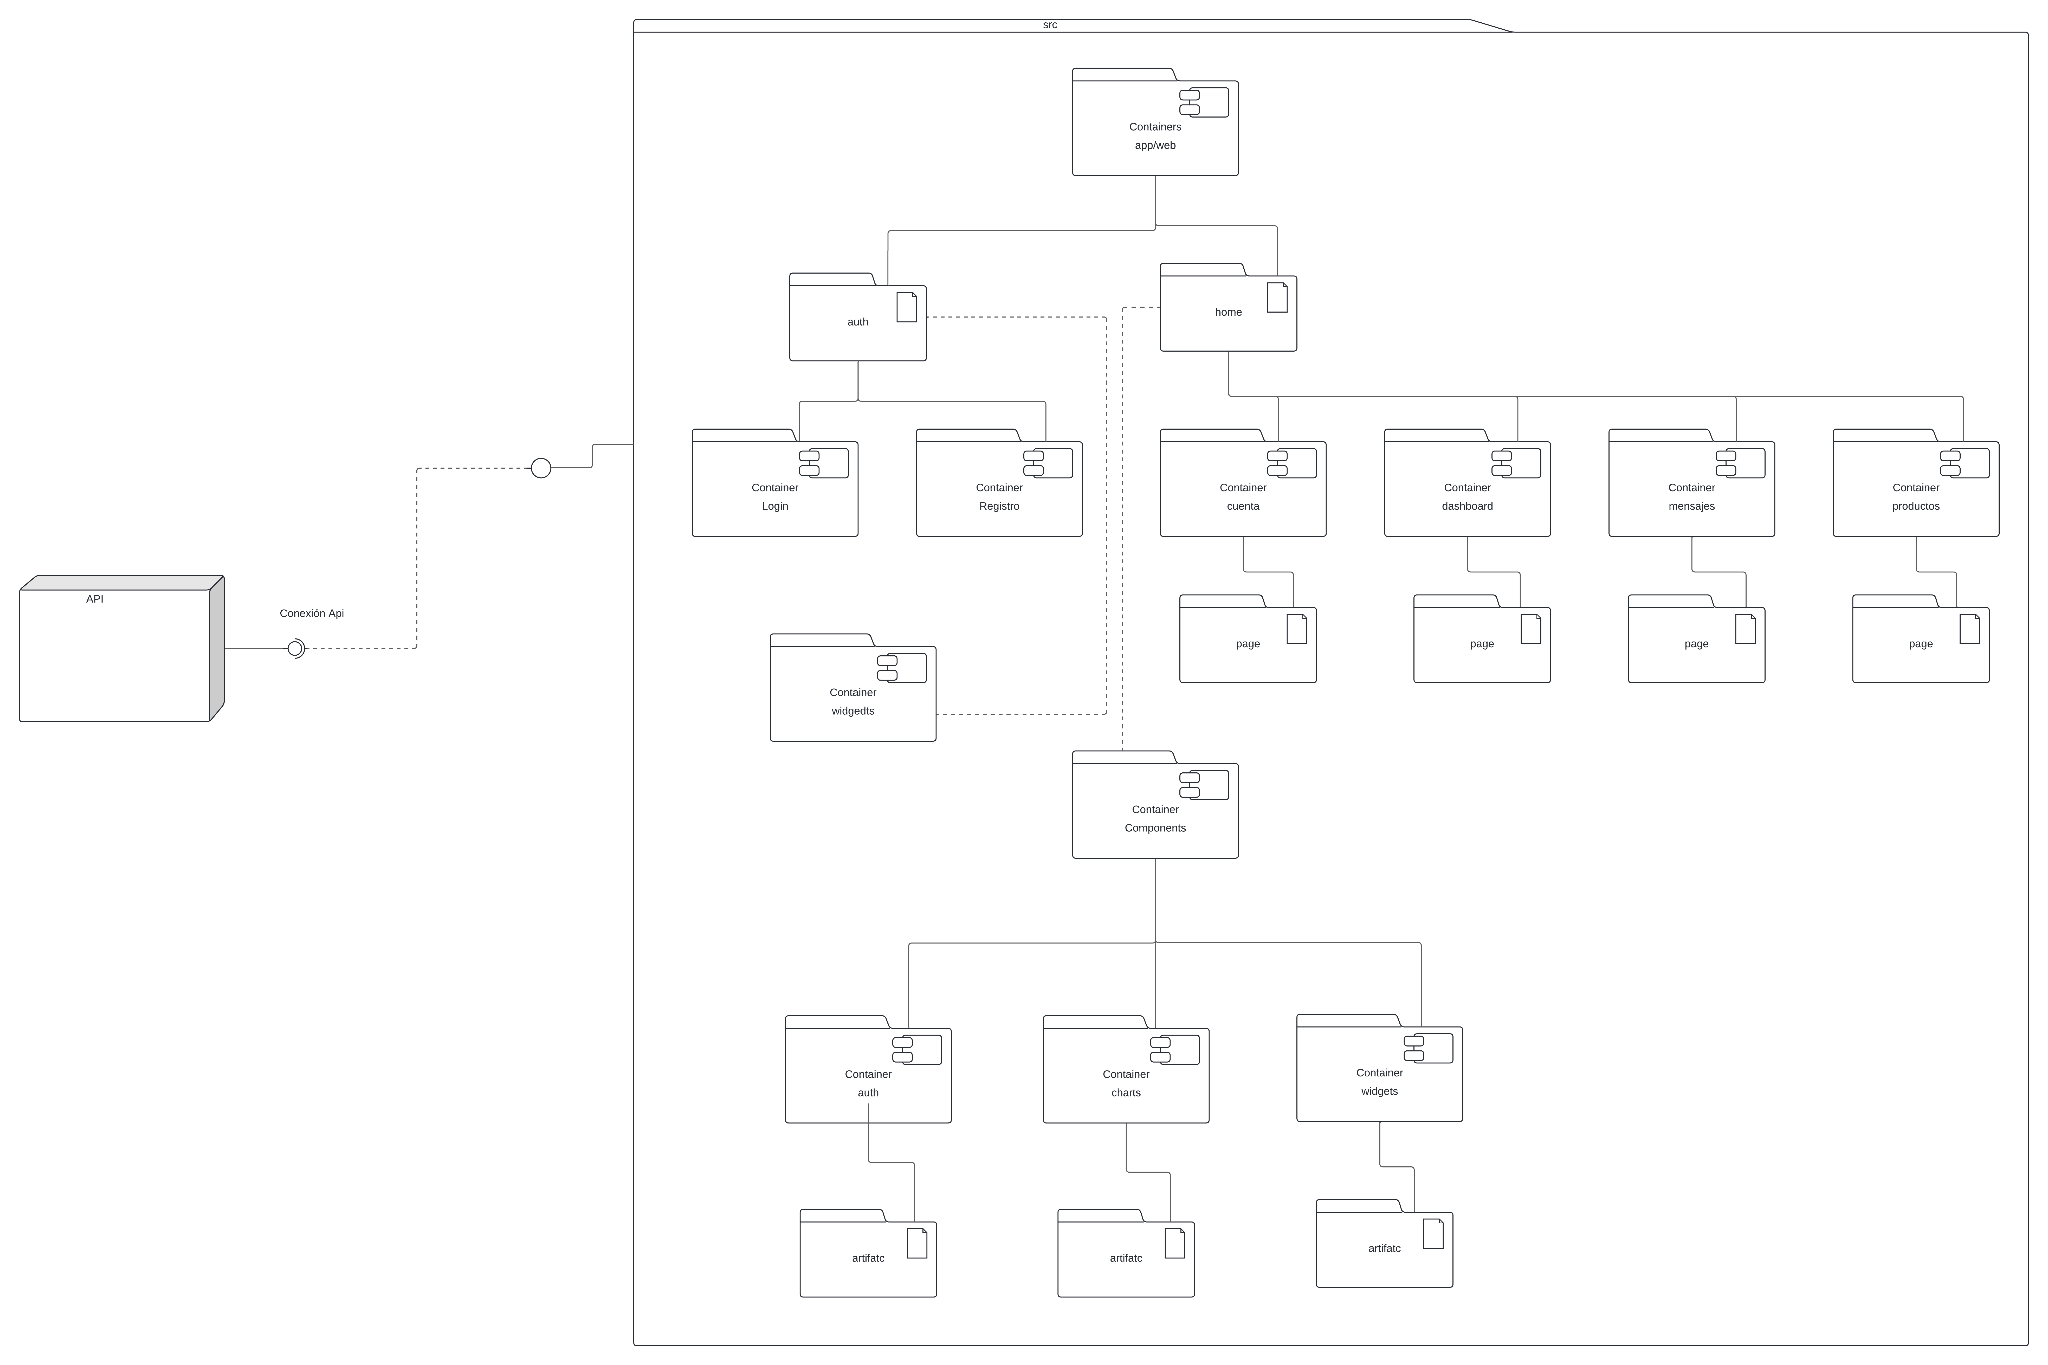 src
Containers
app/web
auth
home
Container
Login
Container
Registro
Container
cuenta
Container
dashboard
Container
mensajes
Container
productos
API
Conexión Api
page
page
page
page
Container
widgedts
Container
Components
Container
auth
Container
charts
Container
widgets
artifatc
artifatc
artifatc